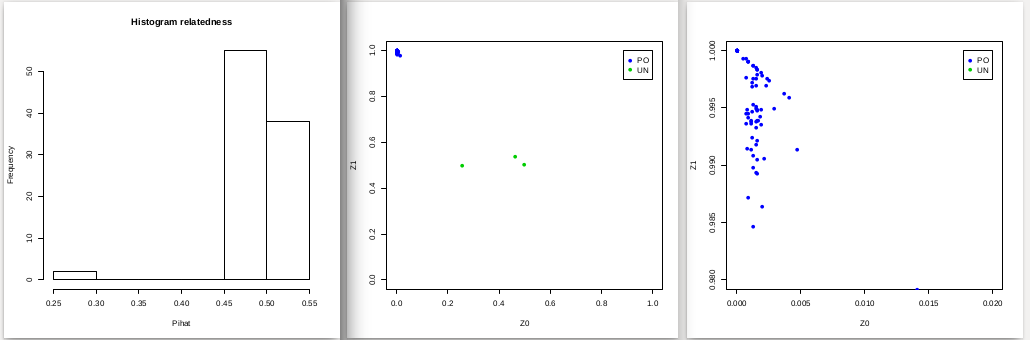 Histogram relatedness
Frequency
0 10 20 30 40 50
0.25 0.30 0.35 0.40 0.45 0.50 0.55
Pihat
Z1
0.0 0.2 0.4 0.6 0.8 1.0
PO
UN
0.0 0.2 0.4 0.6 0.8 1.0
Z0
Z1
0.980 0.985 0.990 0.995 1.000
PO
UN
0.000 0.005 0.010 0.015 0.020
Z0